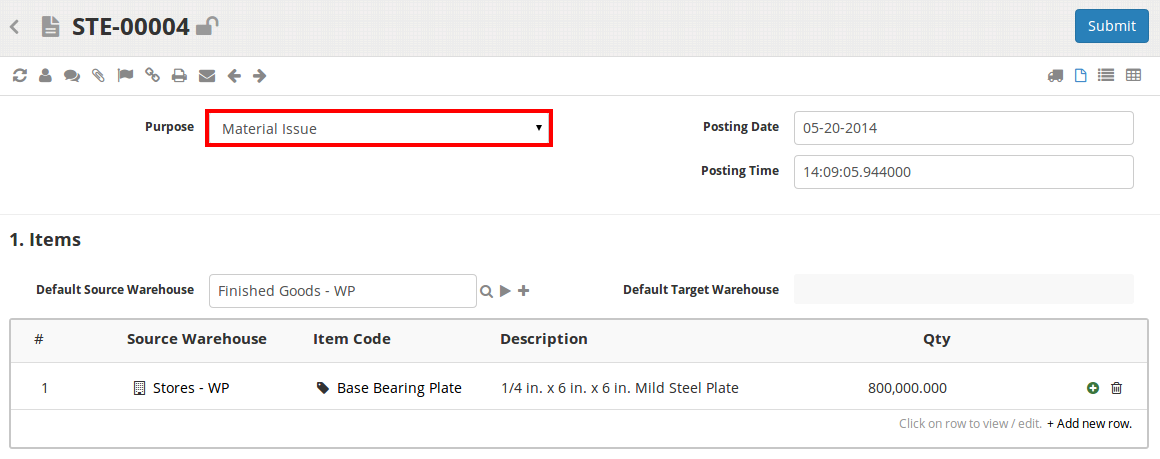 STE-00004
Submit
Purpose
Material Issue
Posting Date
05-20-2014
Posting Time
14:09:05.944000
1. Items
Default Source Warehouse
Finished Goods - WP
Default Target Warehouse
# Source Warehouse Item Code Description Qty
1 Stores - WP Base Bearing Plate 1/4 in. x 6 in. x 6 in. Mild Steel Plate 800,000.000
Click on row to view / edit. + Add new row.